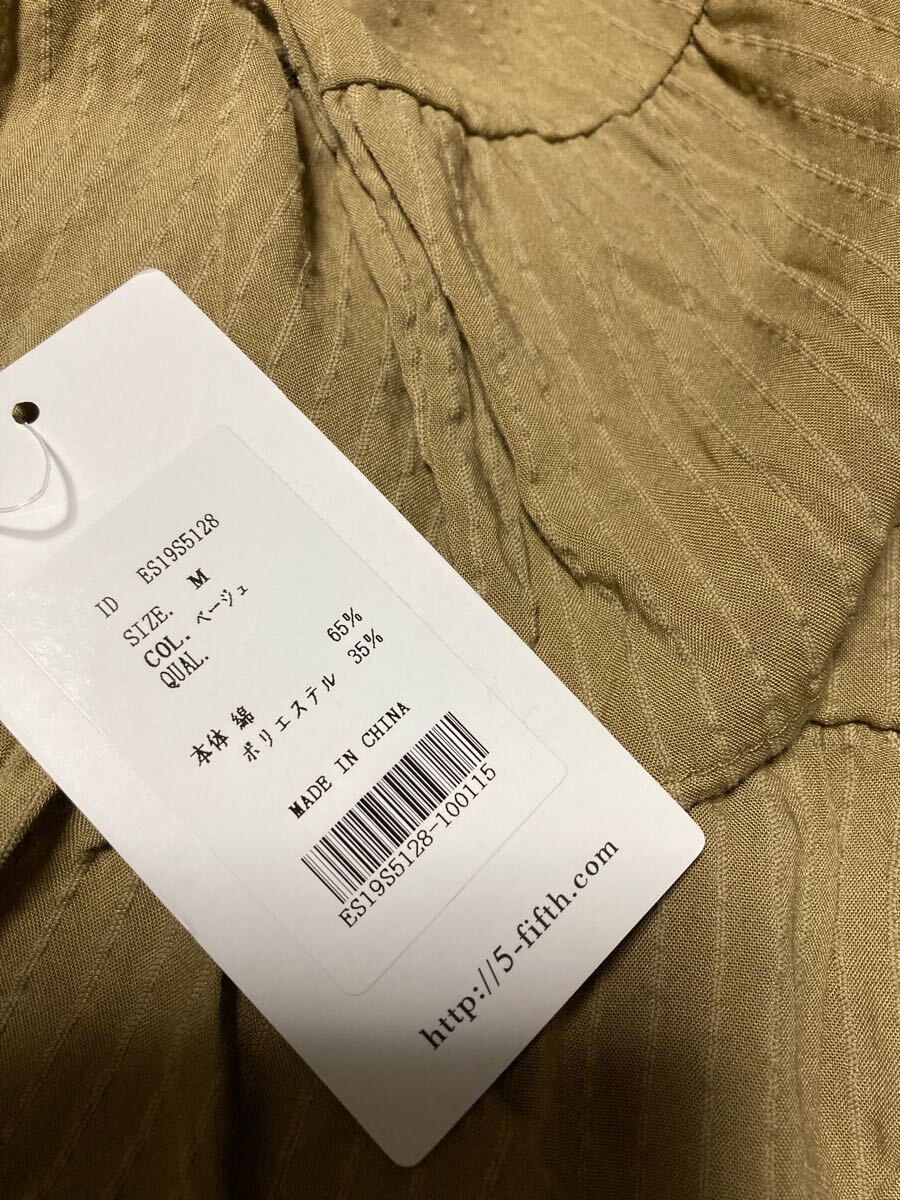 ID ES19S5128
SIZE. M
COL. ベージュ
QUAL.
本体 綿 65%
ポリエステル 35%
MADE IN CHINA
ES19S5128-100115
http://5-fifth.com